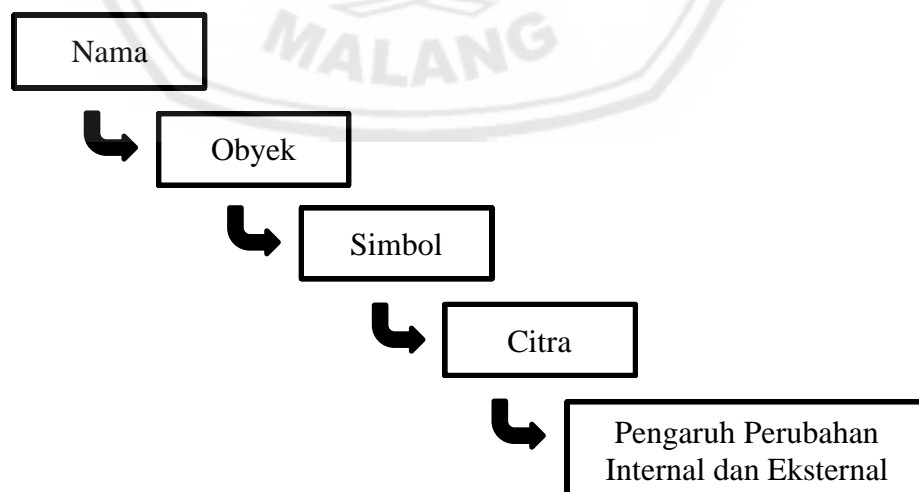 MALANG
Nama
Obyek
Simbol
Citra
Pengaruh Perubahan
Internal dan Eksternal